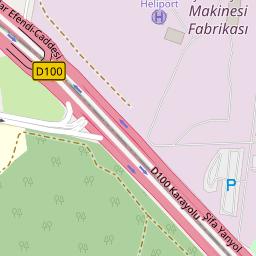 Heliport
Makinesi
Fabrikası
ar Efendi Caddesi
D100
D100 Karayolu
Şifa Yanyol
P